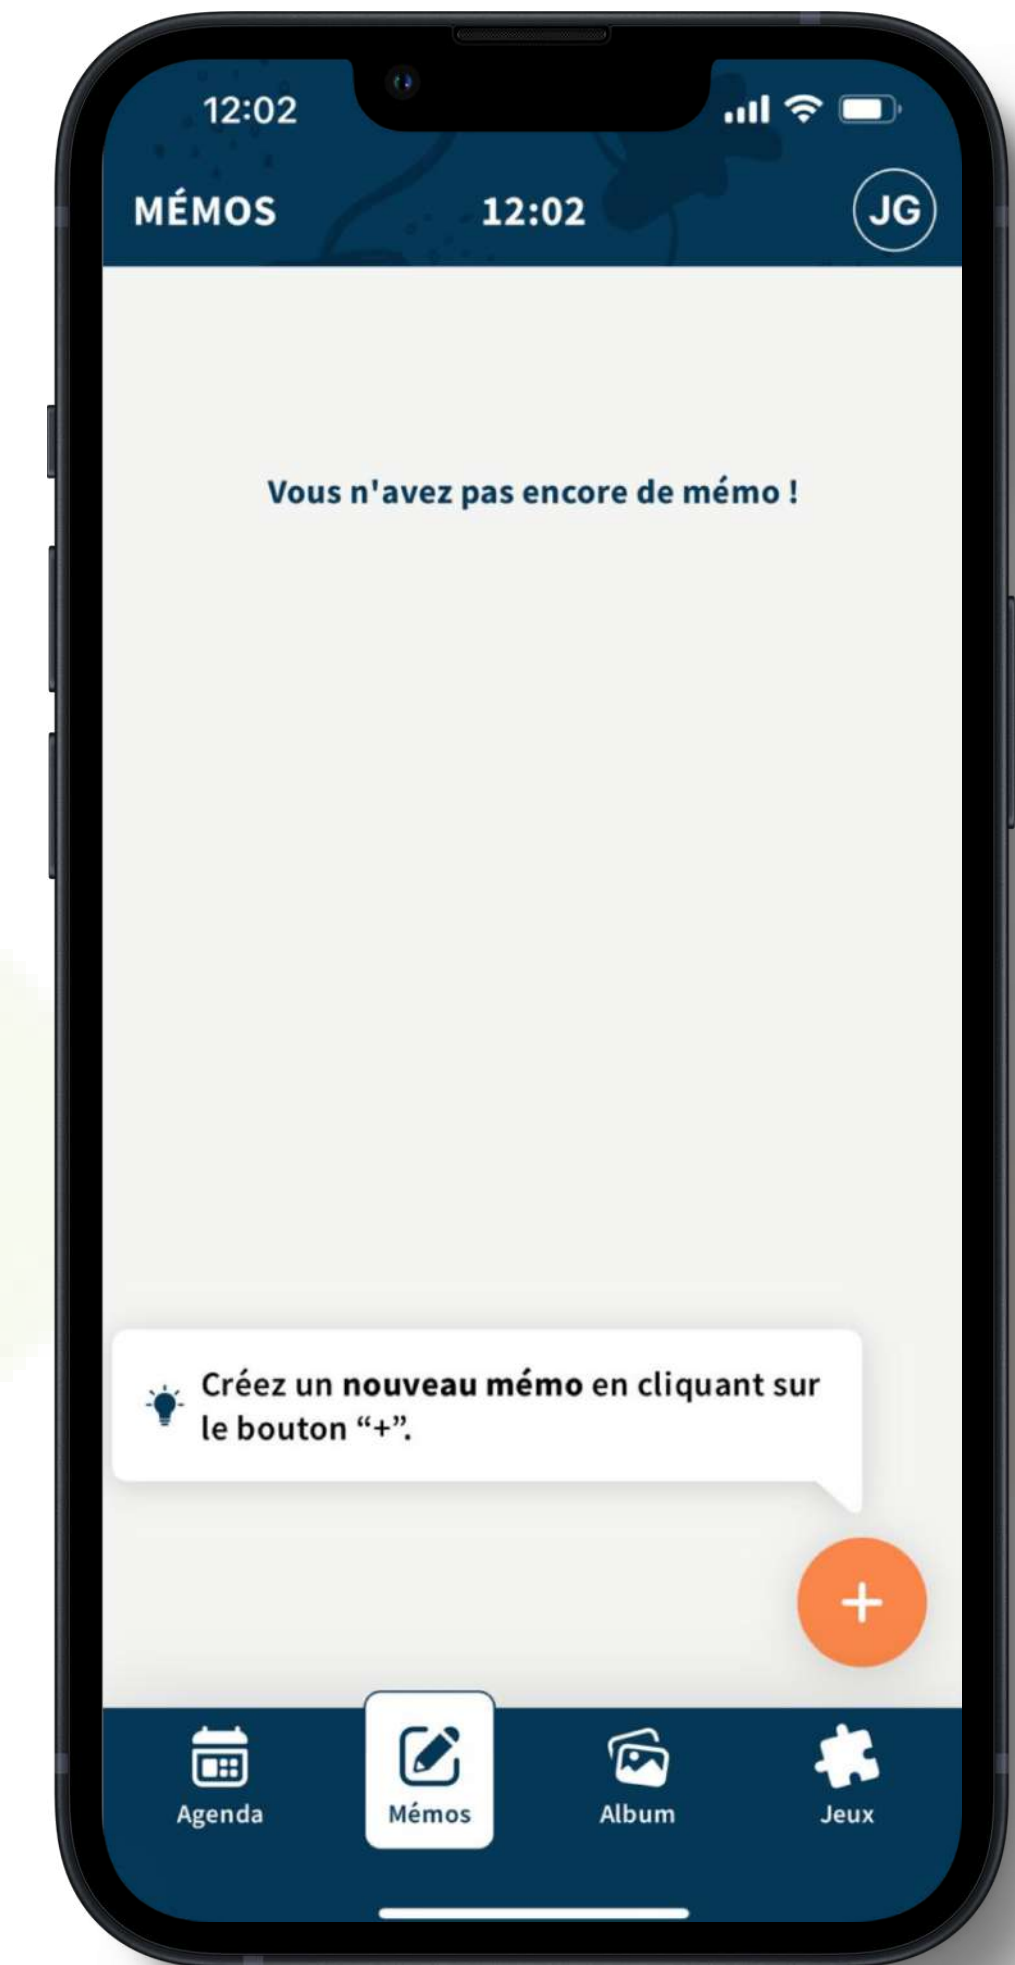 12:02
MÉMOS 12:02 JG
Vous n'avez pas encore de mémo !
Créez un nouveau mémo en cliquant sur
le bouton “+”.
+
Agenda Mémos Album Jeux